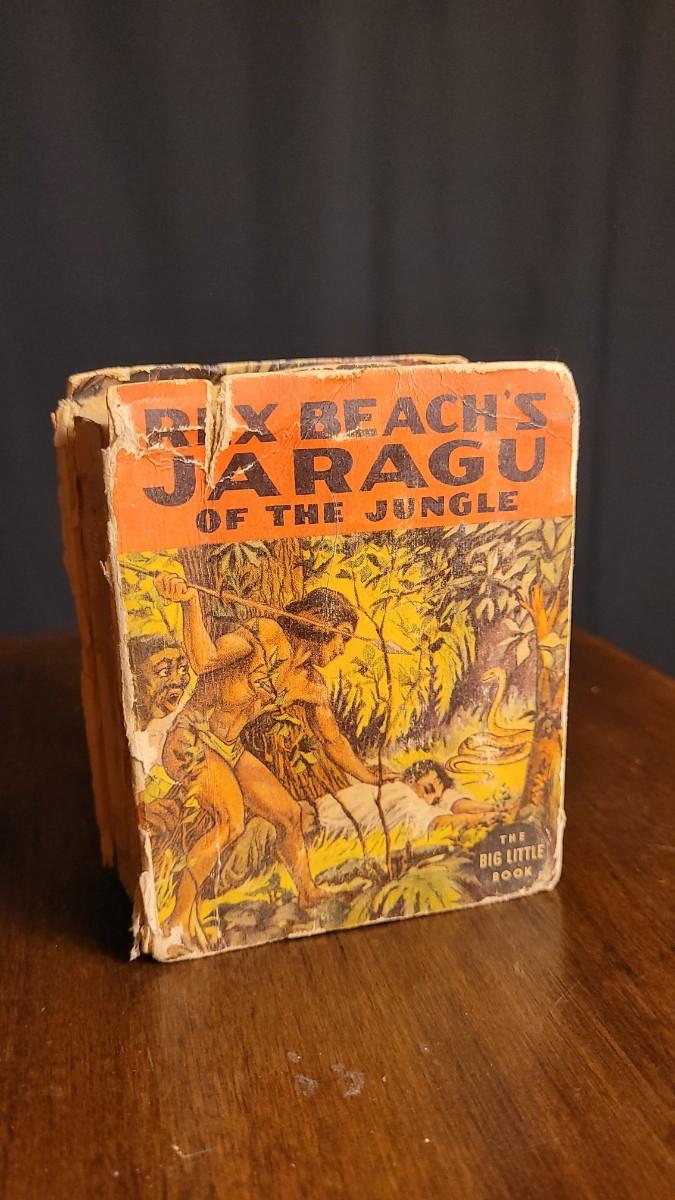 REX BEACH'S
JARAGU
OF THE JUNGLE
THE
BIG LITTLE
BOOK